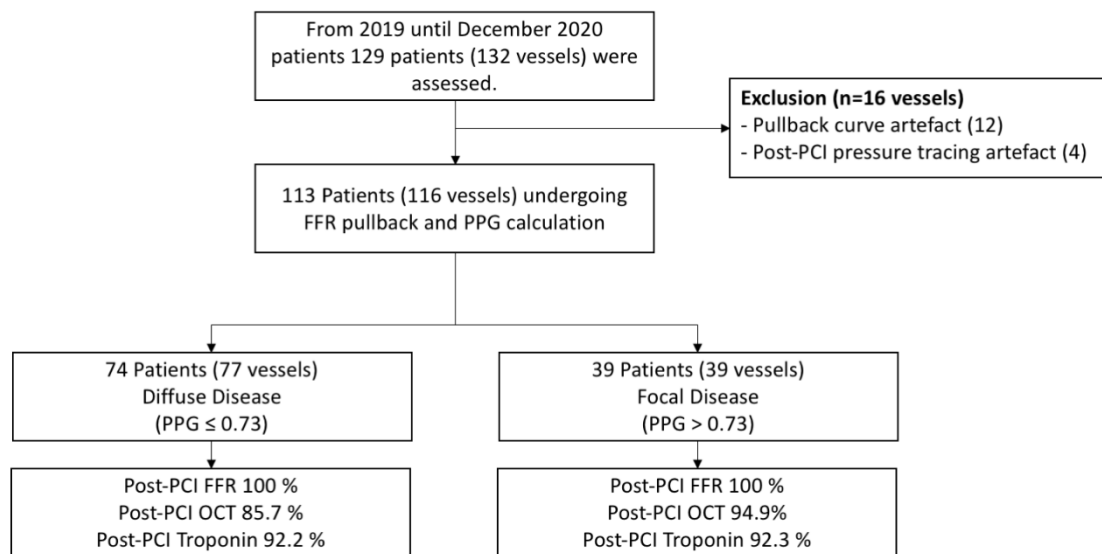 From 2019 until December 2020
patients 129 patients (132 vessels) were
assessed.
Exclusion (n=16 vessels)
- Pullback curve artefact (12)
- Post-PCI pressure tracing artefact (4)
113 Patients (116 vessels) undergoing
FFR pullback and PPG calculation
74 Patients (77 vessels)
Diffuse Disease
(PPG ≤ 0.73)
39 Patients (39 vessels)
Focal Disease
(PPG > 0.73)
Post-PCI FFR 100 %
Post-PCI OCT 85.7 %
Post-PCI Troponin 92.2 %
Post-PCI FFR 100 %
Post-PCI OCT 94.9%
Post-PCI Troponin 92.3 %